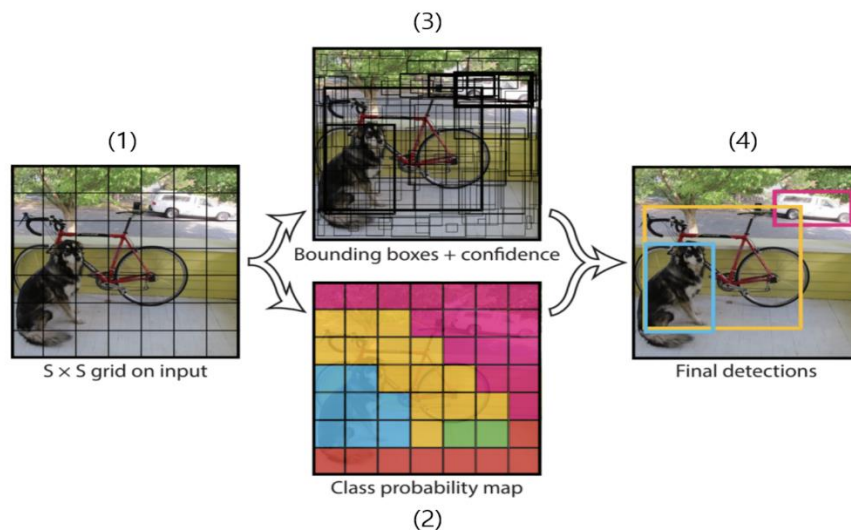 (3)
(1)
(4)
Bounding boxes + confidence
S × S grid on input
Final detections
Class probability map
(2)